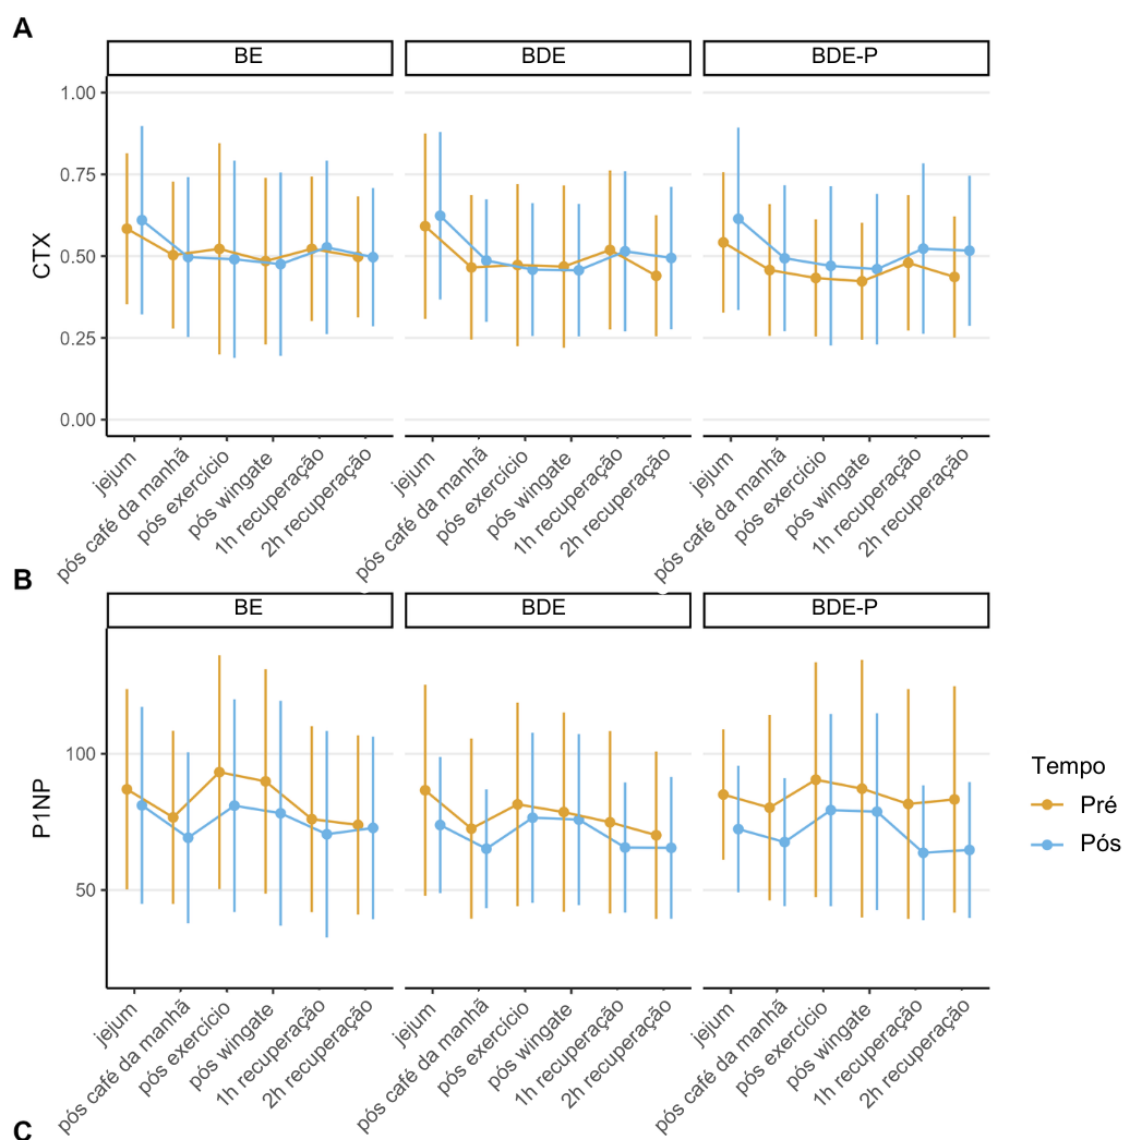 A
BE BDE BDE-P
CTX
1.00
0.75
0.50
0.25
0.00
jejum pós café da manhã pós exercício pós wingate 1h recuperação 2h recuperação
jejum pós café da manhã pós exercício pós wingate 1h recuperação 2h recuperação
jejum pós café da manhã pós exercício pós wingate 1h recuperação 2h recuperação
B
BE BDE BDE-P
P1NP
100
50
jejum pós café da manhã pós exercício pós wingate 1h recuperação 2h recuperação
jejum pós café da manhã pós exercício pós wingate 1h recuperação 2h recuperação
jejum pós café da manhã pós exercício pós wingate 1h recuperação 2h recuperação
Tempo
Pré
Pós
C